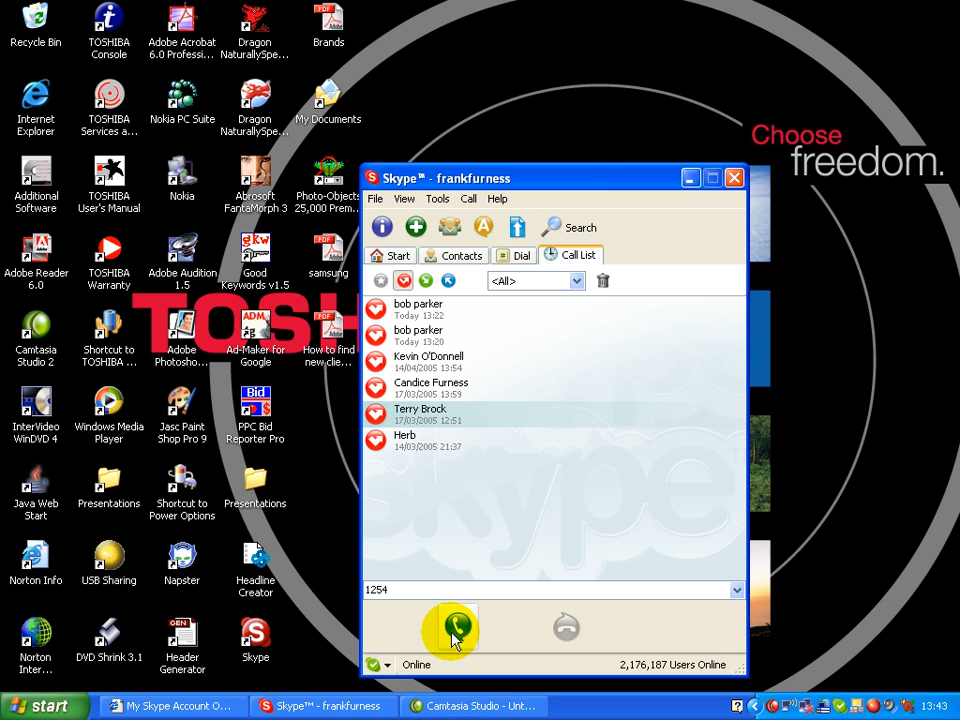 Recycle Bin
TOSHIBA
Console
Adobe Acrobat
6.0 Professi...
Dragon
NaturallySpe...
Brands
Internet
Explorer
TOSHIBA
Services a...
Nokia PC Suite
Dragon
NaturallySpe...
My Documents
Additional
Software
TOSHIBA
User's Manual
Nokia
Abrosoft
FantaMorph 3
Photo-Objects
25,000 Prem...
Adobe Reader
6.0
TOSHIBA
Warranty
Adobe Audition
1.5
Good
Keywords v1.5
samsung
Camtasia
Studio 2
Shortcut to
TOSHIBA ...
Adobe
Photosho...
Ad-Maker for
Google
How to find
new clie...
InterVideo
WinDVD 4
Windows Media
Player
Jasc Paint
Shop Pro 9
PPC Bid
Reporter Pro
Java Web
Start
Presentations
Shortcut to
Power Options
Presentations
Norton Info
USB Sharing
Napster
Headline
Creator
Norton
Inter...
DVD Shrink 3.1
Header
Generator
Skype
TOSHI
Choose
freedom.
Skype™ - frankfurness
File View Tools Call Help
Search
Start Contacts Dial Call List
<All>
bob parker
Today 13:22
bob parker
Today 13:20
Kevin O'Donnell
14/04/2005 13:54
Candice Furness
17/03/2005 13:59
Terry Brock
17/03/2005 12:51
Herb
14/03/2005 21:37
skype
1254
Online 2,176,187 Users Online
start My Skype Account O... Skype™ - frankfurness Camtasia Studio - Unt... 13:43